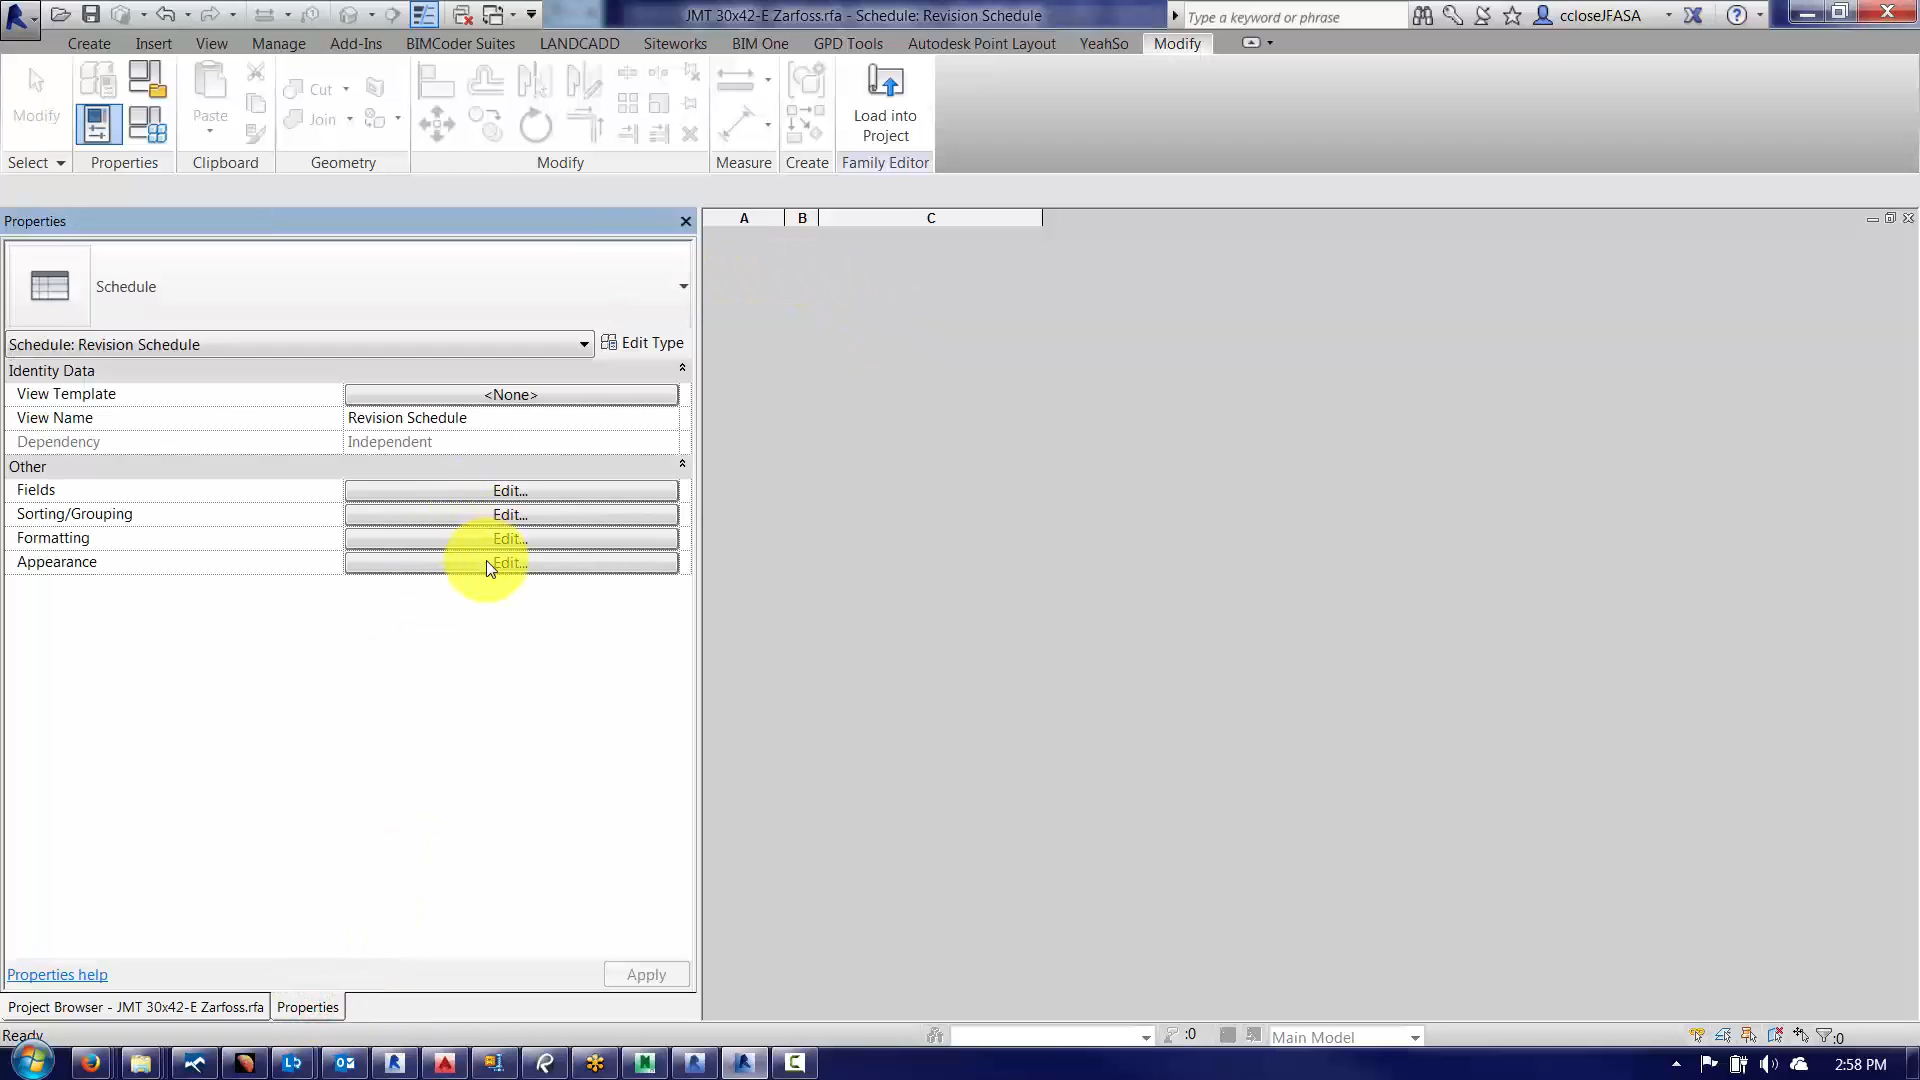 JMT 30x42-E Zarfoss.rfa - Schedule: Revision Schedule
Type a keyword or phrase
ccloseJFASA
Create Insert View Manage Add-Ins BIMCoder Suites LANDCADD Siteworks BIM One GPD Tools Autodesk Point Layout YeahSo Modify
Modify
Paste
Cut
Join
Load into
Project
Select Properties Clipboard Geometry Modify Measure Create Family Editor
Properties
A B C
Schedule
Schedule: Revision Schedule
Edit Type
Identity Data
View Template <None>
View Name Revision Schedule
Dependency Independent
Other
Fields Edit...
Sorting/Grouping Edit...
Formatting Edit...
Appearance Edit...
Properties help
Apply
Project Browser - JMT 30x42-E Zarfoss.rfa Properties
Ready
:0
Main Model
:0
2:58 PM